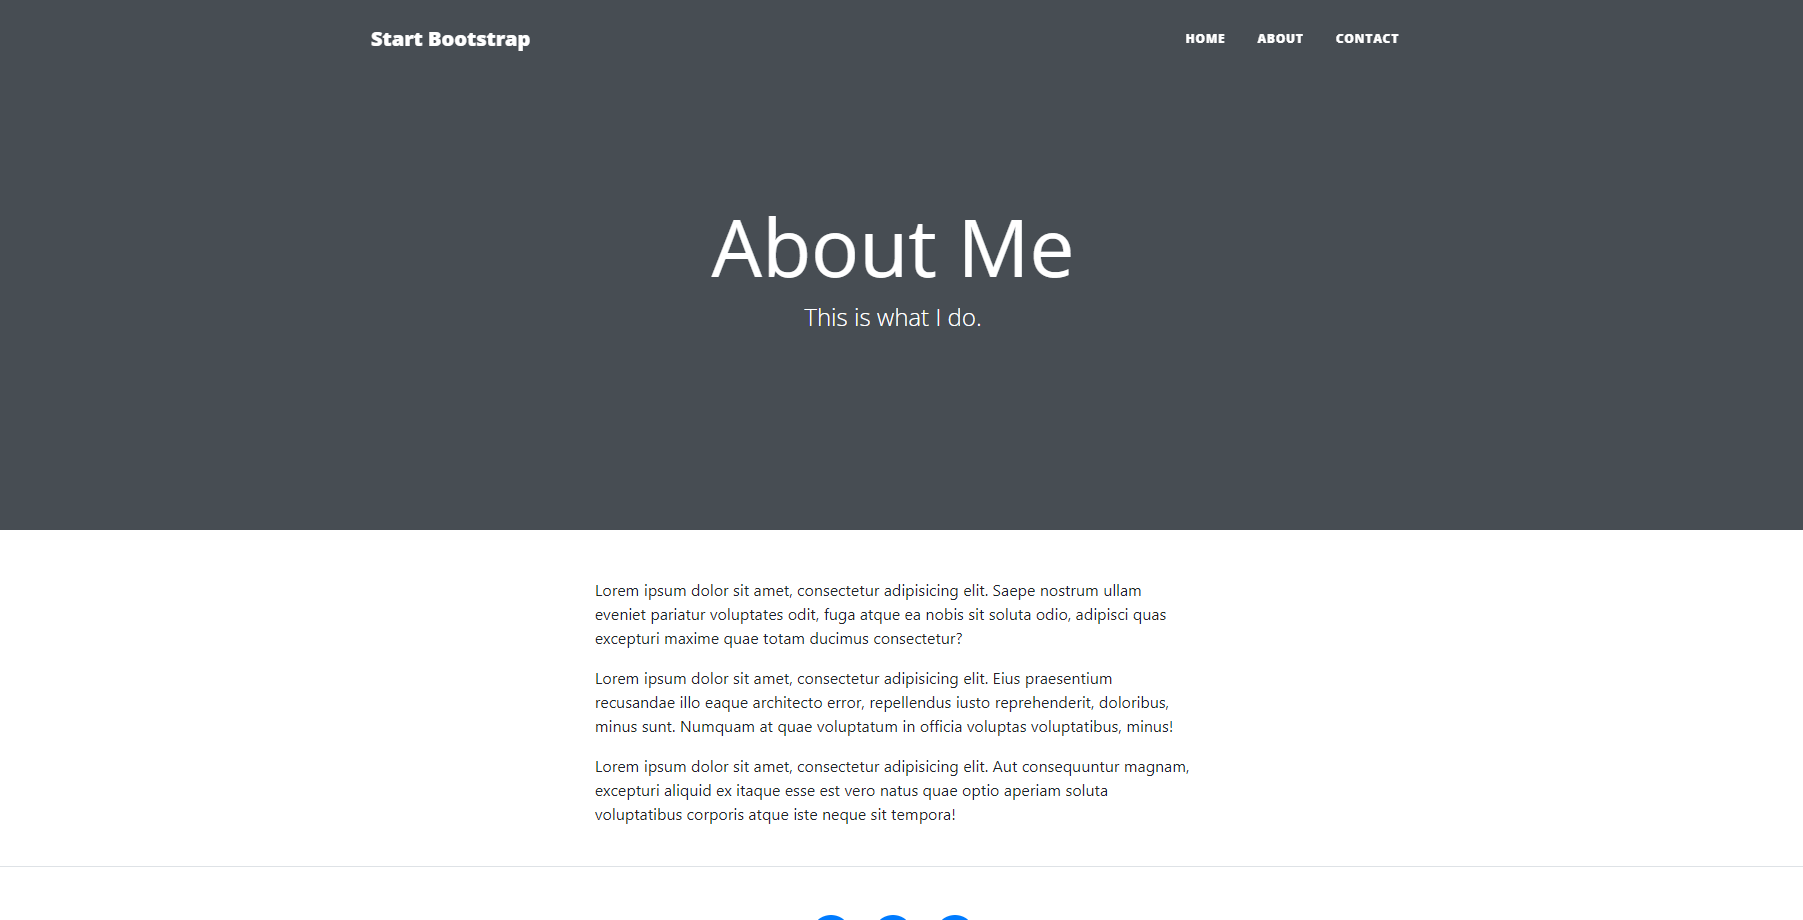 Start Bootstrap
HOME ABOUT CONTACT
About Me
This is what I do.
Lorem ipsum dolor sit amet, consectetur adipisicing elit. Saepe nostrum ullam
eveniet pariatur voluptates odit, fuga atque ea nobis sit soluta odio, adipisci quas
excepturi maxime quae totam ducimus consectetur?
Lorem ipsum dolor sit amet, consectetur adipisicing elit. Eius praesentium
recusandae illo eaque architecto error, repellendus iusto reprehenderit, doloribus,
minus sunt. Numquam at quae voluptatum in officia voluptas voluptatibus, minus!
Lorem ipsum dolor sit amet, consectetur adipisicing elit. Aut consequuntur magnam,
excepturi aliquid ex itaque esse est vero natus quae optio aperiam soluta
voluptatibus corporis atque iste neque sit tempora!